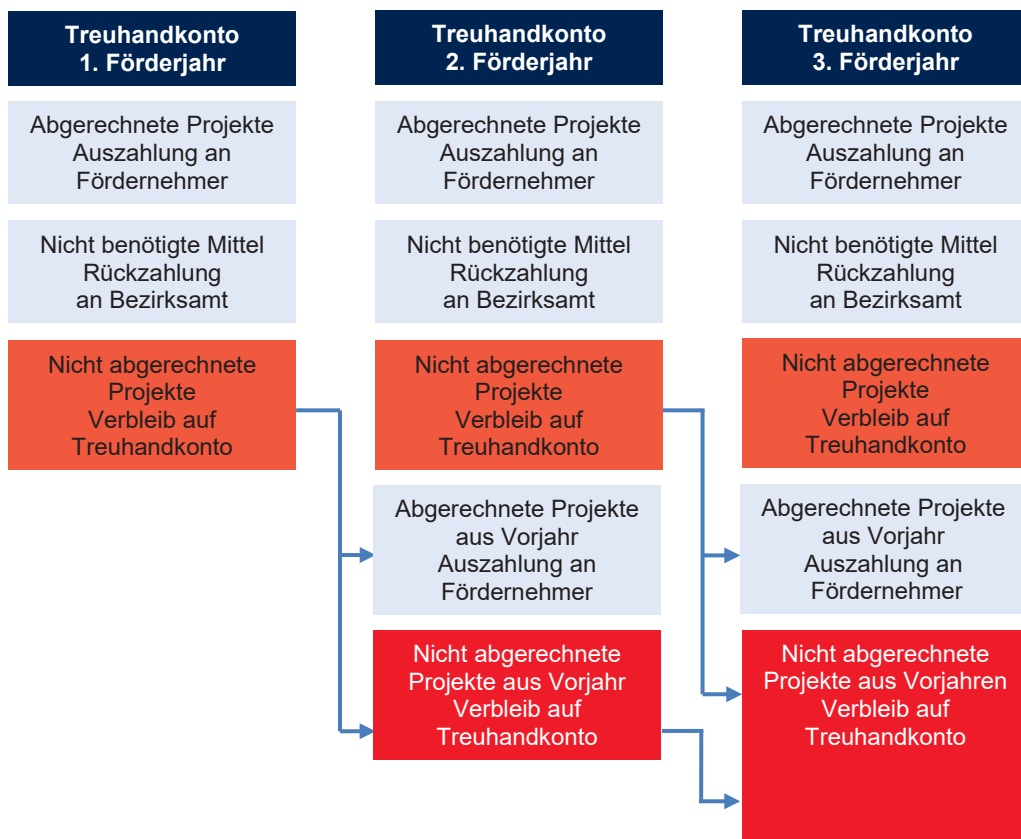 Treuhandkonto
1. Förderjahr
Abgerechnete Projekte
Auszahlung an
Fördernehmer
Nicht benötigte Mittel
Rückzahlung
an Bezirksamt
Nicht abgerechnete
Projekte
Verbleib auf
Treuhandkonto
Treuhandkonto
2. Förderjahr
Abgerechnete Projekte
Auszahlung an
Fördernehmer
Nicht benötigte Mittel
Rückzahlung
an Bezirksamt
Nicht abgerechnete
Projekte
Verbleib auf
Treuhandkonto
Abgerechnete Projekte
aus Vorjahr
Auszahlung an
Fördernehmer
Nicht abgerechnete
Projekte aus Vorjahr
Verbleib auf
Treuhandkonto
Treuhandkonto
3. Förderjahr
Abgerechnete Projekte
Auszahlung an
Fördernehmer
Nicht benötigte Mittel
Rückzahlung
an Bezirksamt
Nicht abgerechnete
Projekte
Verbleib auf
Treuhandkonto
Abgerechnete Projekte
aus Vorjahr
Auszahlung an
Fördernehmer
Nicht abgerechnete
Projekte aus Vorjahren
Verbleib auf
Treuhandkonto